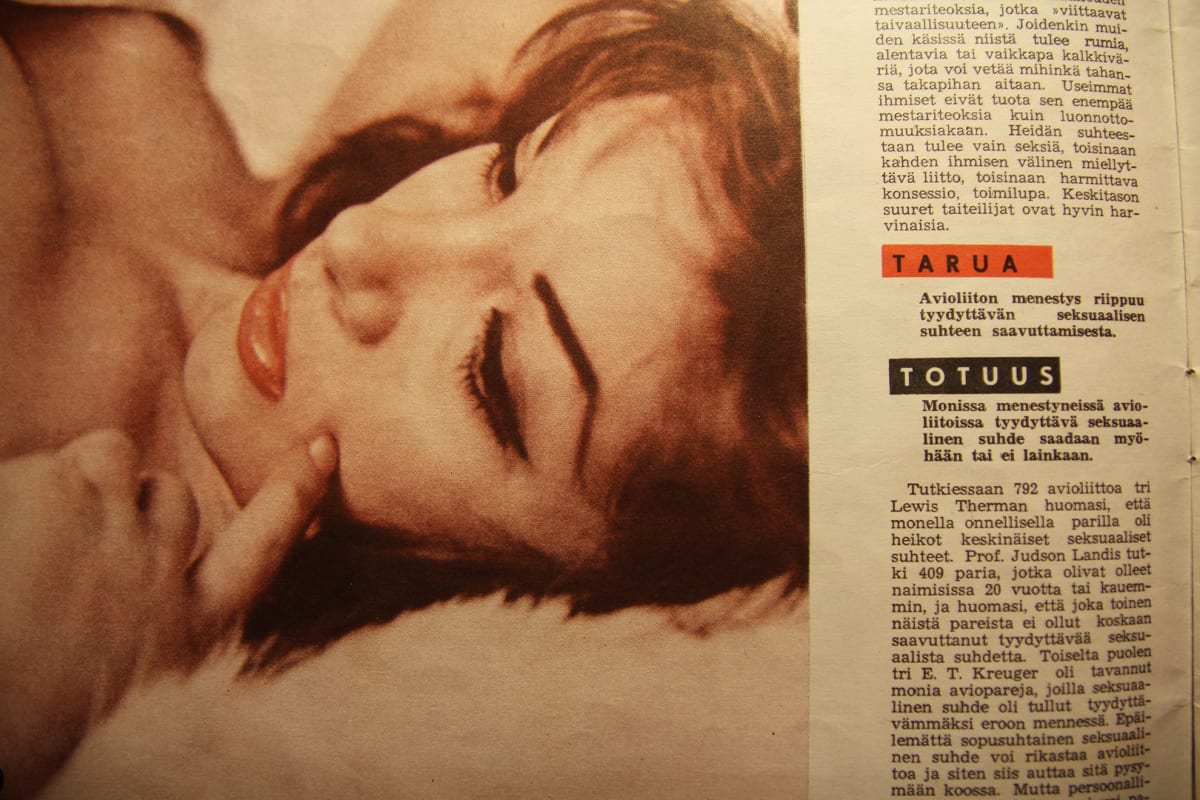 mestariteoksia, jotka »viittaavat
taivaallisuuteen». Joidenkin mui-
den käsissä niistä tulee rumia,
alentavia tai vaikkapa kalkkivä-
riä, jota voi vetää mihinkä tahan-
sa takapihan aitaan. Useimmat
ihmiset eivät tuota sen enempää
mestariteoksia kuin luonnotto-
muuksiakaan. Heidän suhtees-
taan tulee vain seksiä, toisinaan
kahden ihmisen välinen miellyt-
tävä liitto, toisinaan harmittava
konsessio, toimilupa. Keskitason
suuret taiteilijat ovat hyvin har-
vinaisia.
TARUA
Avioliiton menestys riippuu
tyydyttävän seksuaalisen
suhteen saavuttamisesta.
TOTUUS
Monissa menestyneissä avio-
liitoissa tyydyttävä seksuaa-
linen suhde saadaan myö-
hään tai ei lainkaan.
Tutkiessaan 792 avioliittoa tri
Lewis Therman huomasi, että
monella onnellisella parilla oli
heikot keskinäiset seksuaaliset
suhteet. Prof. Judson Landis tut-
ki 409 paria, jotka olivat olleet
naimisissa 20 vuotta tai kauem-
min, ja huomasi, että joka toinen
näistä pareista ei ollut koskaan
saavuttanut tyydyttävää seksu-
aalista suhdetta. Toiselta puolen
tri E. T. Kreuger oli tavannut
monia aviopareja, joilla seksuaa-
linen suhde oli tullut tyydyttä-
vämmäksi eroon mennessä. Epäi-
lemättä sopusuhtainen seksuaali-
nen suhde voi rikastaa avioliit-
toa ja siten siis auttaa sitä pysy-
mään koossa. Mutta persoonalli-